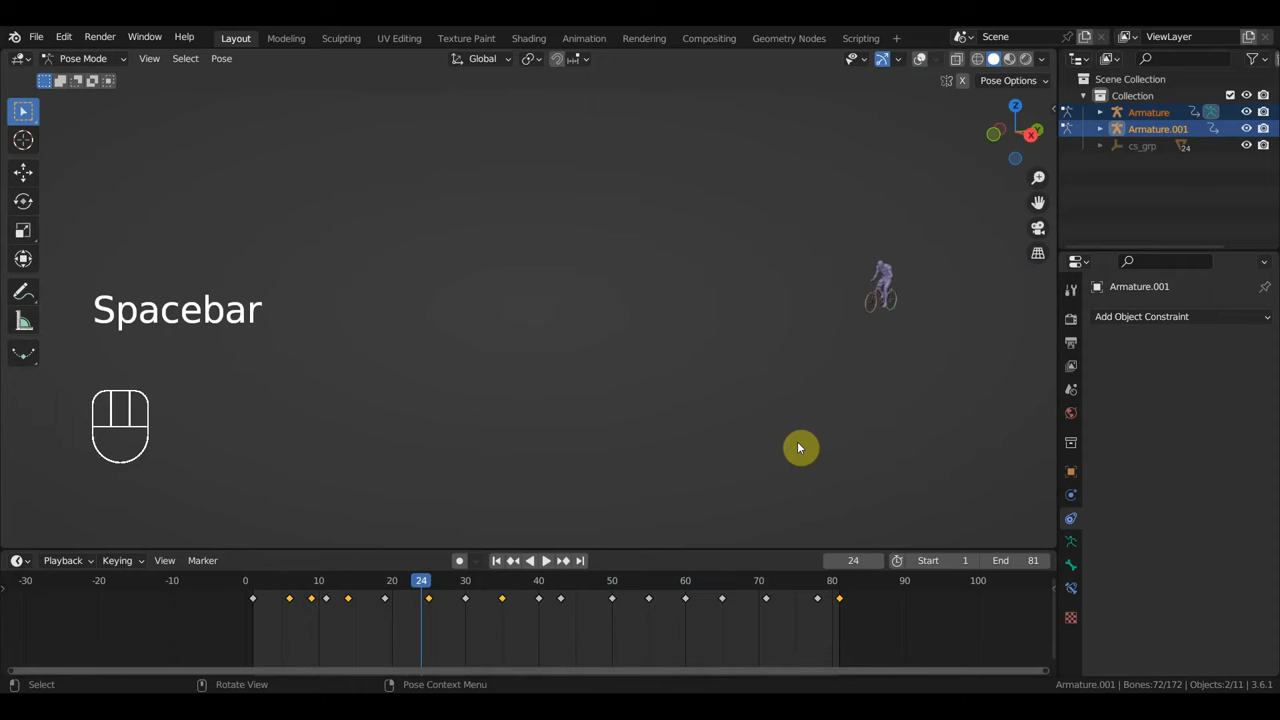 File Edit Render Window Help Layout Modeling Sculpting UV Editing Texture Paint Shading Animation Rendering Compositing Geometry Nodes Scripting + Scene ViewLayer
Pose Mode View Select Pose Global
X Pose Options
Scene Collection
Collection
Armature
Armature.001
cs_grp 24
Z
Y
X
Armature.001
Add Object Constraint
Spacebar
Playback Keying View Marker 24 Start 1 End 81
-30 -20 -10 0 10 20 24 30 40 50 60 70 80 90 100
Select Rotate View Pose Context Menu Armature.001 | Bones:72/172 | Objects:2/11 | 3.6.1